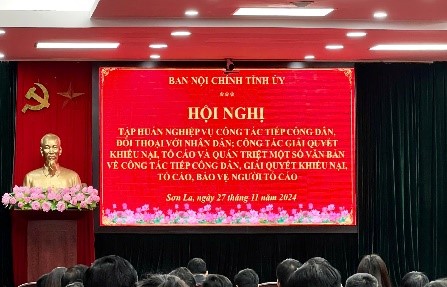 BAN NỘI CHÍNH TỈNH ỦY
***
HỘI NGHỊ
TẬP HUẤN NGHIỆP VỤ CÔNG TÁC TIẾP CÔNG DÂN,
ĐỐI THOẠI VỚI NHÂN DÂN; CÔNG TÁC GIẢI QUYẾT
KHIẾU NẠI, TỐ CÁO VÀ QUÁN TRIỆT MỘT SỐ VĂN BẢN
VỀ CÔNG TÁC TIẾP CÔNG DÂN, GIẢI QUYẾT KHIẾU NẠI,
TỐ CÁO, BẢO VỆ NGƯỜI TỐ CÁO
Sơn La, ngày 27 tháng 11 năm 2024